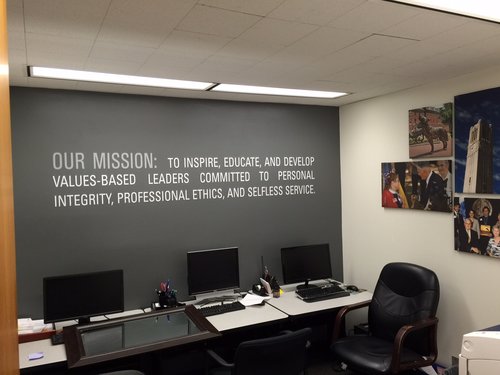 OUR MISSION: TO INSPIRE, EDUCATE, AND DEVELOP
VALUES-BASED LEADERS COMMITTED TO PERSONAL
INTEGRITY, PROFESSIONAL ETHICS, AND SELFLESS SERVICE.